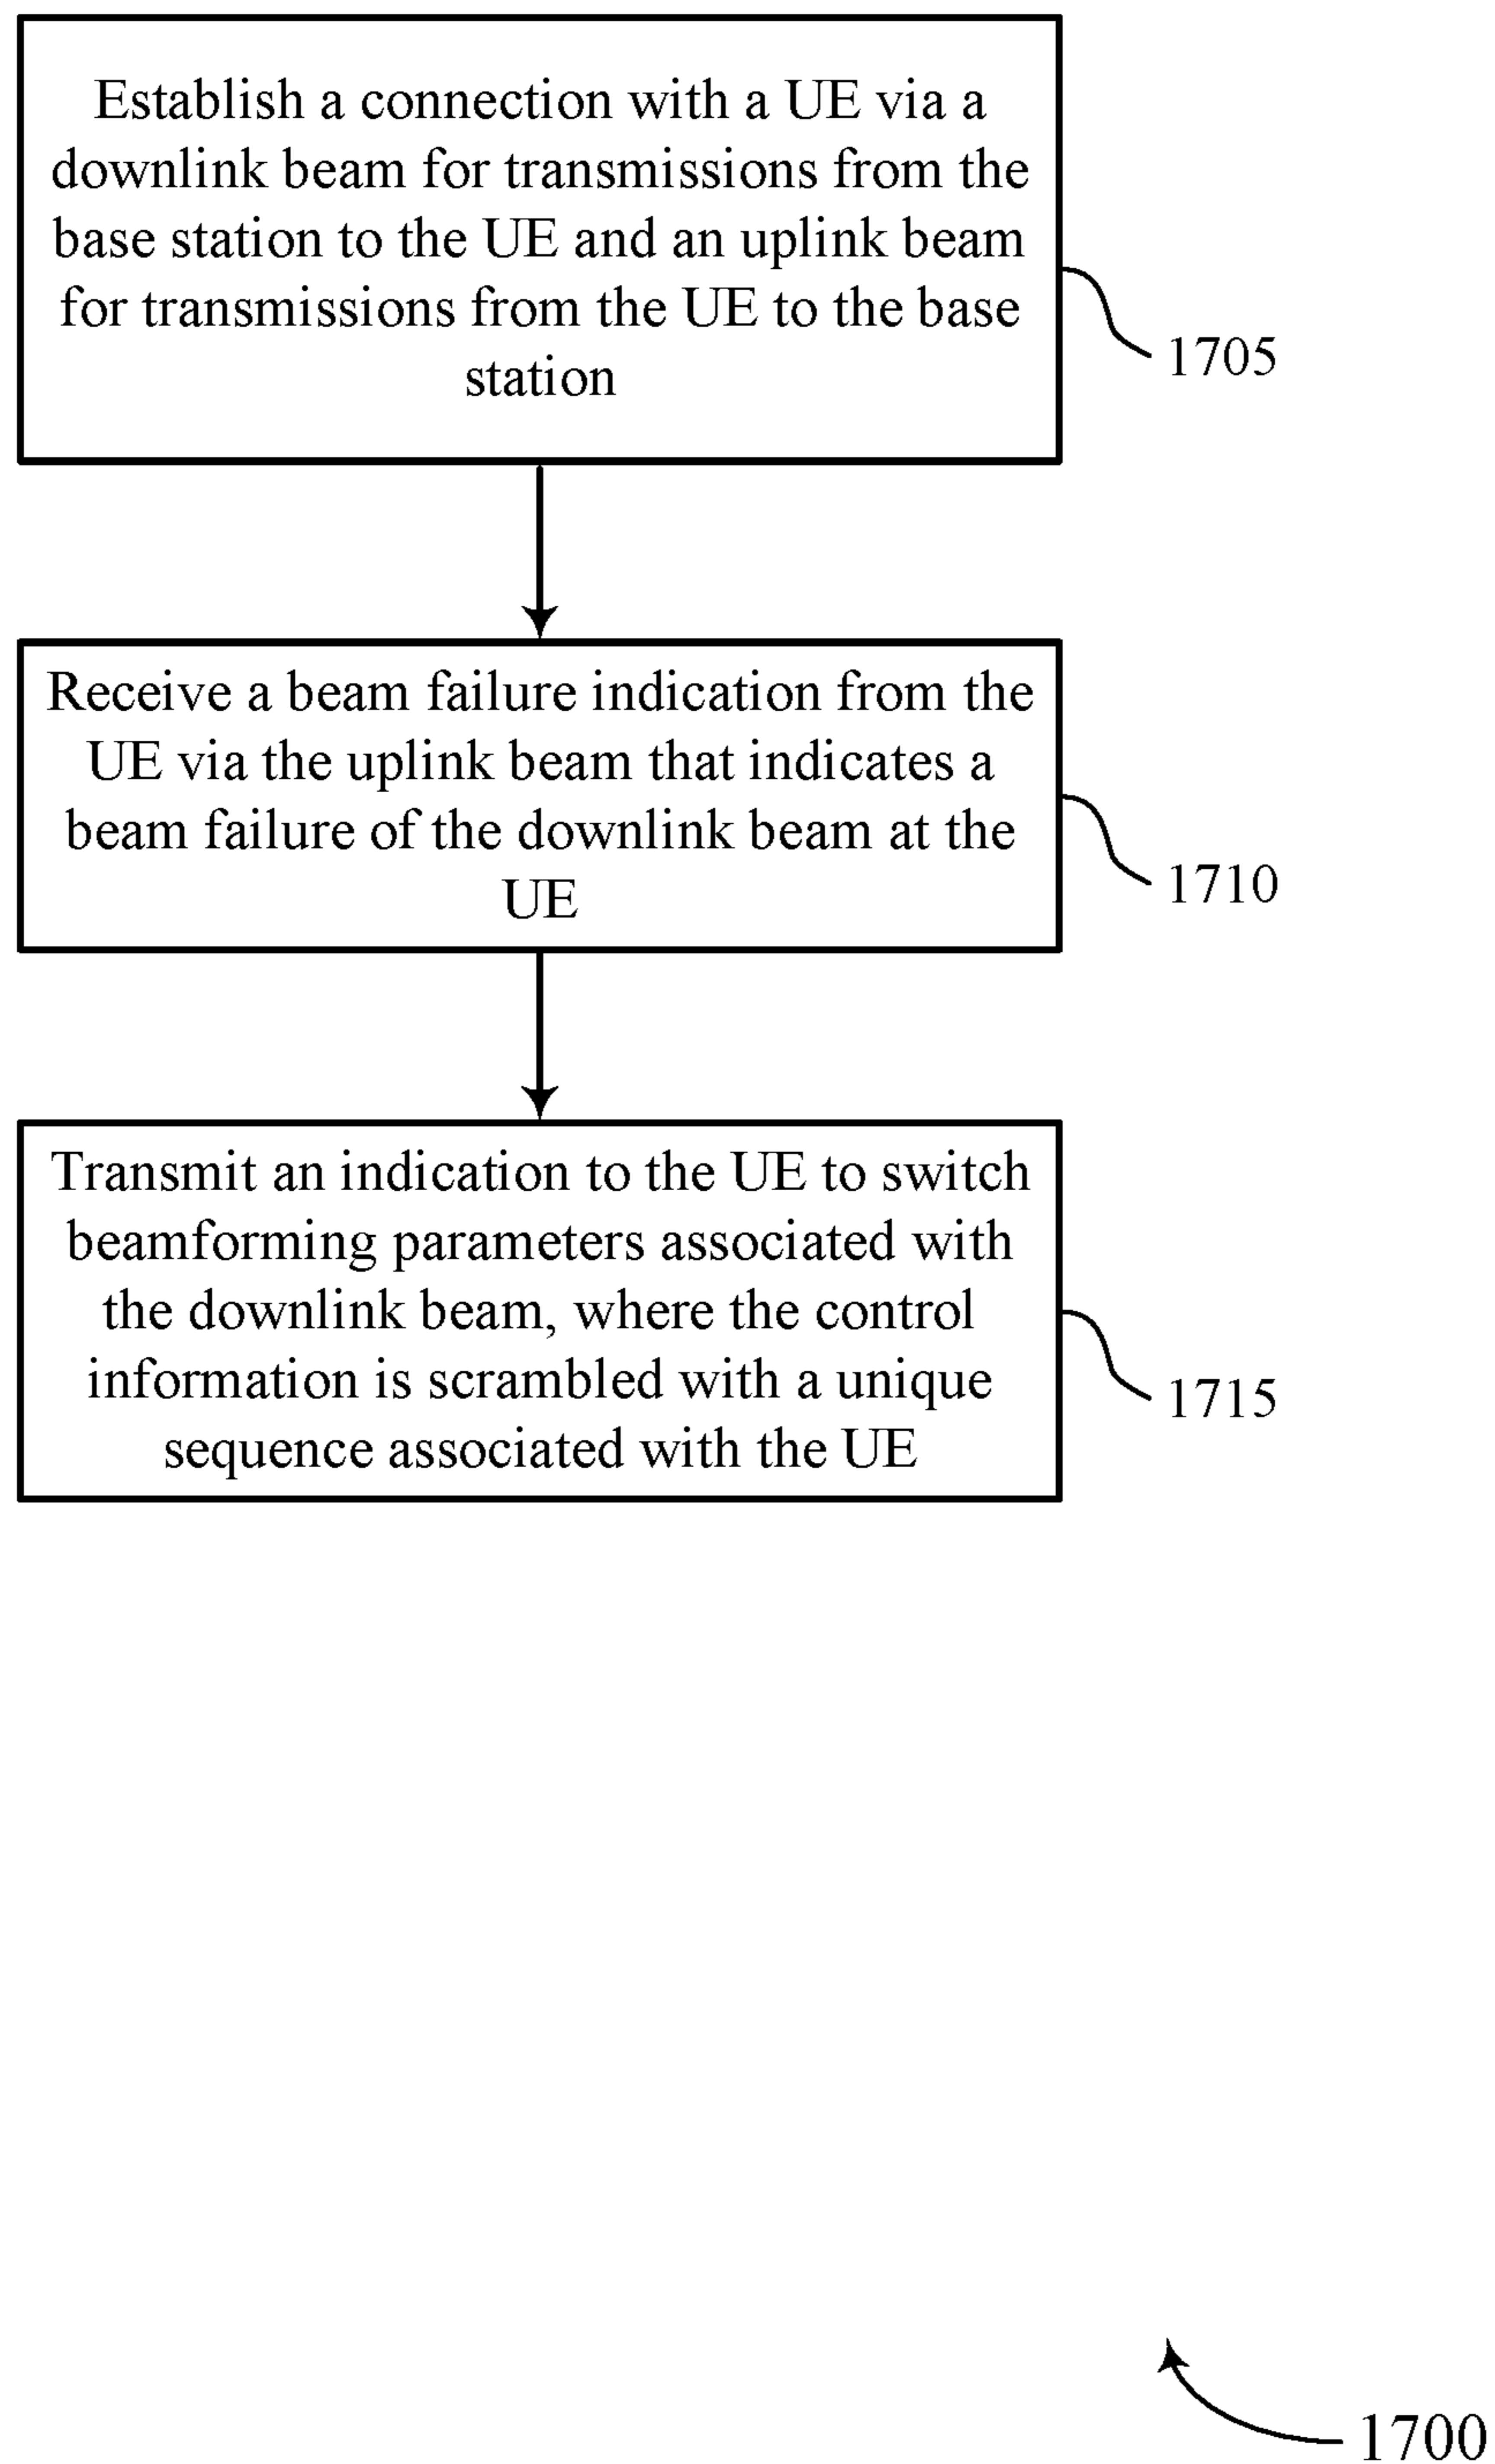 Establish a connection with a UE via a
downlink beam for transmissions from the
base station to the UE and an uplink beam
for transmissions from the UE to the base
station
1705
Receive a beam failure indication from the
UE via the uplink beam that indicates a
beam failure of the downlink beam at the
UE
1710
Transmit an indication to the UE to switch
beamforming parameters associated with
the downlink beam, where the control
information is scrambled with a unique
sequence associated with the UE
1715
1700